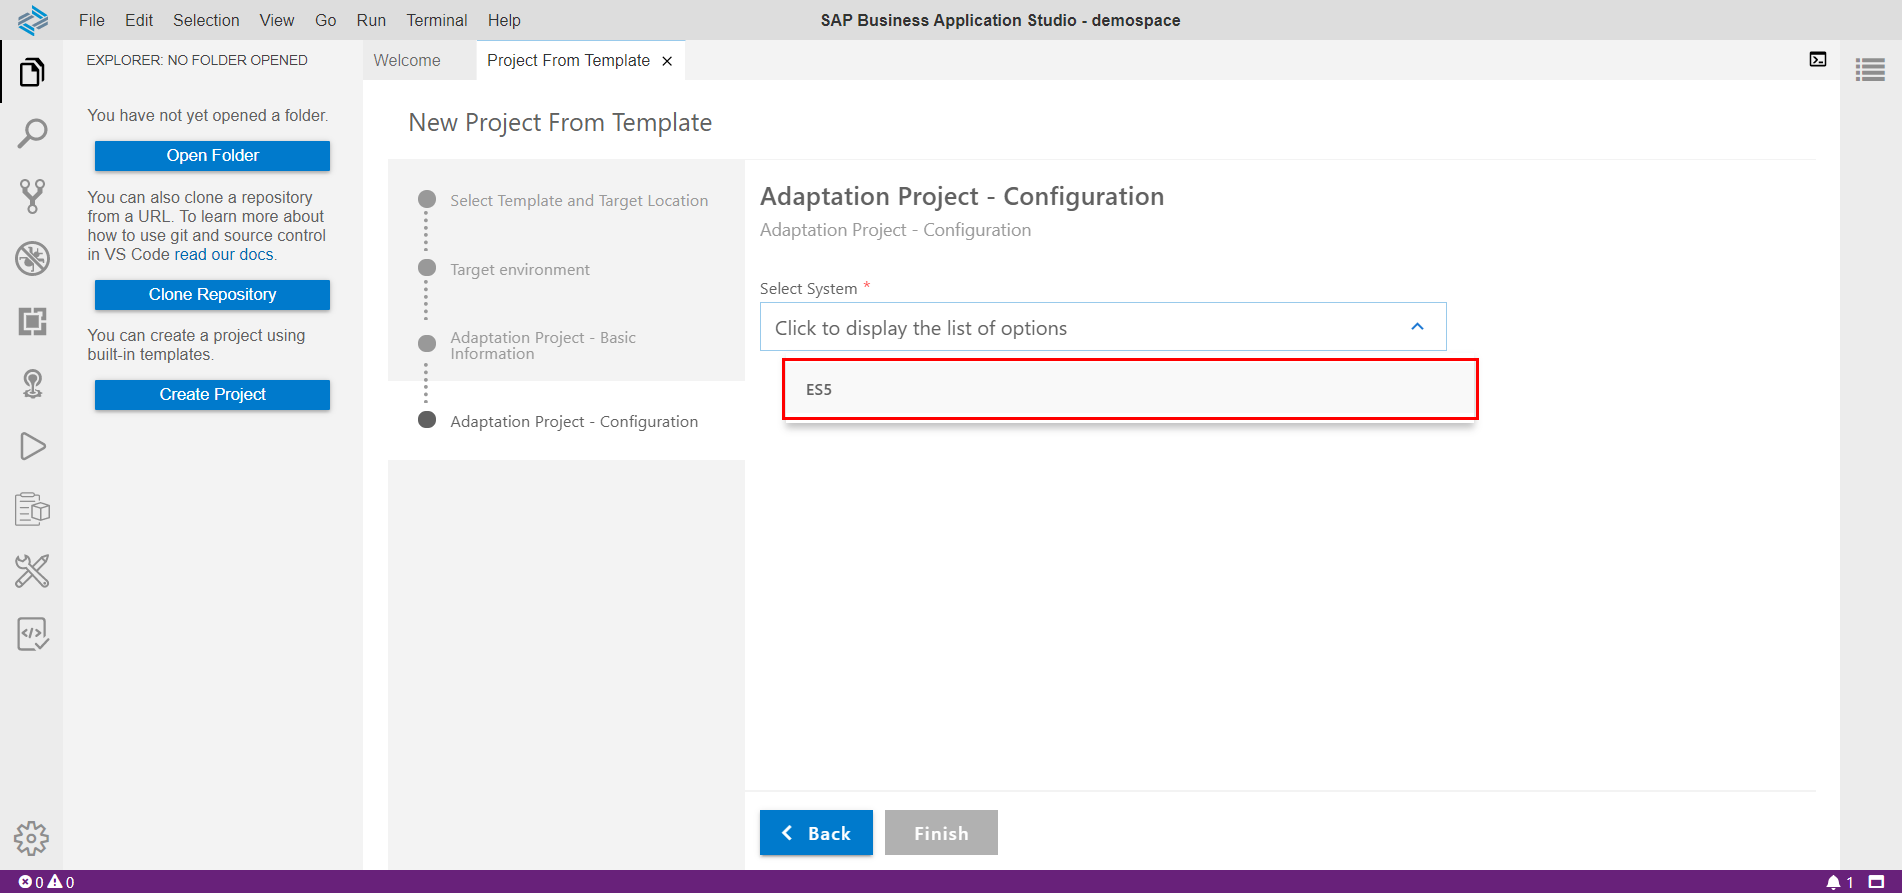 File Edit Selection View Go Run Terminal Help
SAP Business Application Studio - demospace
EXPLORER: NO FOLDER OPENED
Welcome
Project From Template
You have not yet opened a folder.
Open Folder
You can also clone a repository
from a URL. To learn more about
how to use git and source control
in VS Code read our docs.
Clone Repository
You can create a project using
built-in templates.
Create Project
New Project From Template
Select Template and Target Location
Target environment
Adaptation Project - Basic
Information
Adaptation Project - Configuration
Adaptation Project - Configuration
Adaptation Project - Configuration
Select System *
Click to display the list of options
ES5
Back
Finish
0 0
1